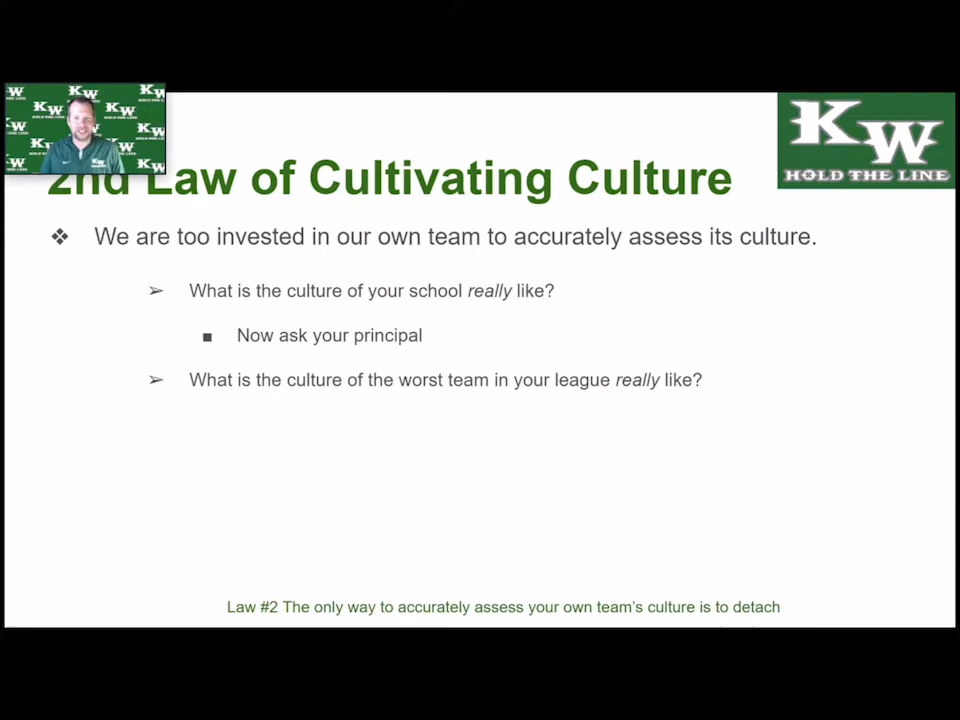 KW
HOLD THE LINE
2nd Law of Cultivating Culture
❖ We are too invested in our own team to accurately assess its culture.
➢ What is the culture of your school really like?
■ Now ask your principal
➢ What is the culture of the worst team in your league really like?
Law #2 The only way to accurately assess your own team's culture is to detach